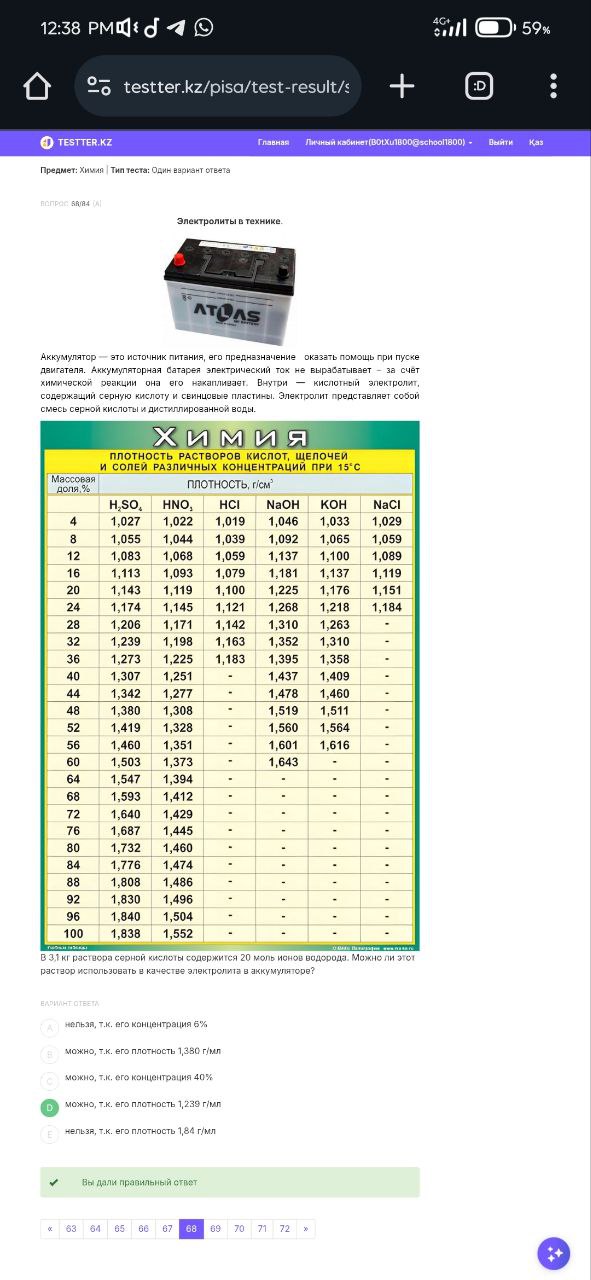 12:38 PM
4G+
59%
testter.kz/pisa/test-result/s
:D
TESTTER.KZ
Главная Личный кабинет(B0tXu1800@school1800) Выйти Қаз
Предмет: Химия | Тип теста: Один вариант ответа
ВОПРОС 68/84 (A)
Электролиты в технике.
ATLAS
Аккумулятор — это источник питания, его предназначение оказать помощь при пуске
двигателя. Аккумуляторная батарея электрический ток не вырабатывает – за счёт
химической реакции она его накапливает. Внутри — кислотный электролит,
содержащий серную кислоту и свинцовые пластины. Электролит представляет собой
смесь серной кислоты и дистиллированной воды.
ХИМИЯ
ПЛОТНОСТЬ РАСТВОРОВ КИСЛОТ, ЩЕЛОЧЕЙ
И СОЛЕЙ РАЗЛИЧНЫХ КОНЦЕНТРАЦИЙ ПРИ 15°С
Массовая доля,% ПЛОТНОСТЬ, г/см³
H₂SO₄ HNO₃ HCl NaOH KOH NaCl
4 1,027 1,022 1,019 1,046 1,033 1,029
8 1,055 1,044 1,039 1,092 1,065 1,059
12 1,083 1,068 1,059 1,137 1,100 1,089
16 1,113 1,093 1,079 1,181 1,137 1,119
20 1,143 1,119 1,100 1,225 1,176 1,151
24 1,174 1,145 1,121 1,268 1,218 1,184
28 1,206 1,171 1,142 1,310 1,263 -
32 1,239 1,198 1,163 1,352 1,310 -
36 1,273 1,225 1,183 1,395 1,358 -
40 1,307 1,251 - 1,437 1,409 -
44 1,342 1,277 - 1,478 1,460 -
48 1,380 1,308 - 1,519 1,511 -
52 1,419 1,328 - 1,560 1,564 -
56 1,460 1,351 - 1,601 1,616 -
60 1,503 1,373 - 1,643 - -
64 1,547 1,394 - - - -
68 1,593 1,412 - - - -
72 1,640 1,429 - - - -
76 1,687 1,445 - - - -
80 1,732 1,460 - - - -
84 1,776 1,474 - - - -
88 1,808 1,486 - - - -
92 1,830 1,496 - - - -
96 1,840 1,504 - - - -
100 1,838 1,552 - - - -
В 3,1 кг раствора серной кислоты содержится 20 моль ионов водорода. Можно ли этот
раствор использовать в качестве электролита в аккумуляторе?
ВАРИАНТ ОТВЕТА
A нельзя, т.к. его концентрация 6%
B можно, т.к. его плотность 1,380 г/мл
C можно, т.к. его концентрация 40%
D можно, т.к. его плотность 1,239 г/мл
E нельзя, т.к. его плотность 1,84 г/мл
Вы дали правильный ответ
« 63 64 65 66 67 68 69 70 71 72 »